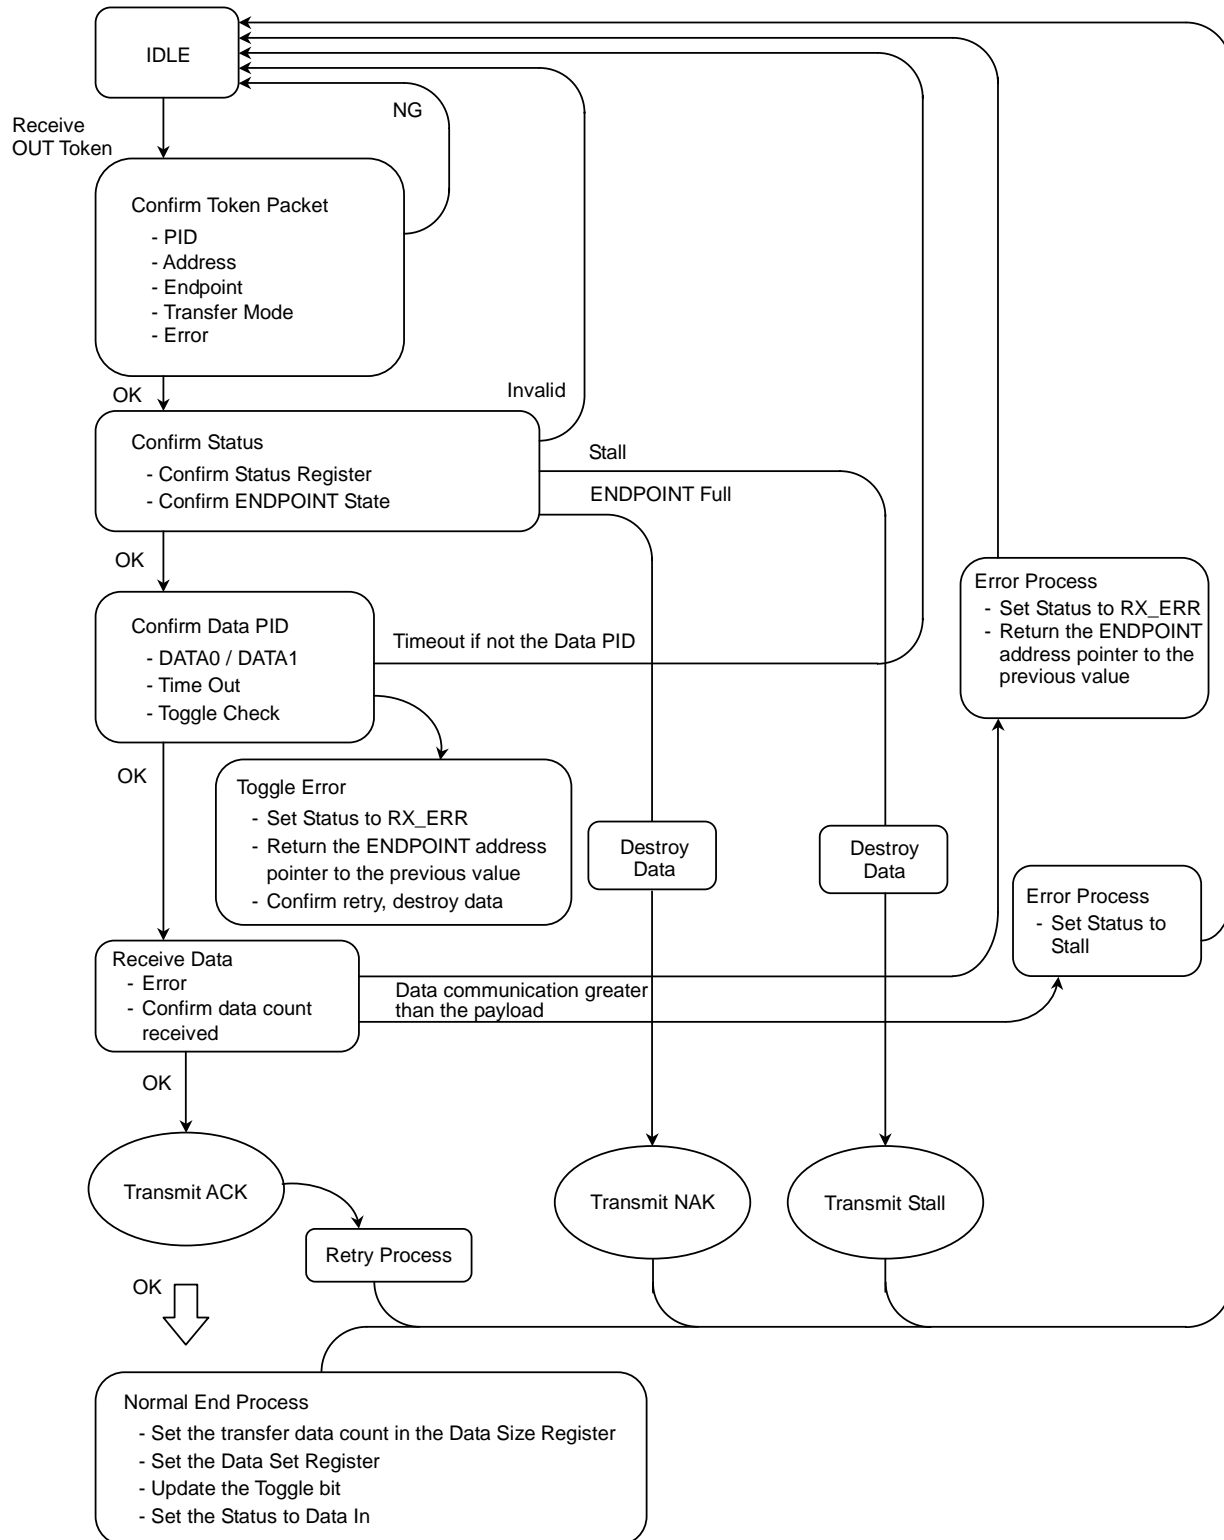 IDLE
NG
Receive
OUT Token
Confirm Token Packet
- PID
- Address
- Endpoint
- Transfer Mode
- Error
OK
Invalid
Confirm Status
- Confirm Status Register
- Confirm ENDPOINT State
Stall
ENDPOINT Full
OK
Confirm Data PID
- DATA0 / DATA1
- Time Out
- Toggle Check
Timeout if not the Data PID
Error Process
- Set Status to RX_ERR
- Return the ENDPOINT
address pointer to the
previous value
OK
Toggle Error
- Set Status to RX_ERR
- Return the ENDPOINT address
pointer to the previous value
- Confirm retry, destroy data
Destroy
Data
Destroy
Data
Error Process
- Set Status to
Stall
Receive Data
- Error
- Confirm data count
received
Data communication greater
than the payload
OK
Transmit ACK
Transmit NAK
Transmit Stall
Retry Process
OK
Normal End Process
- Set the transfer data count in the Data Size Register
- Set the Data Set Register
- Update the Toggle bit
- Set the Status to Data In